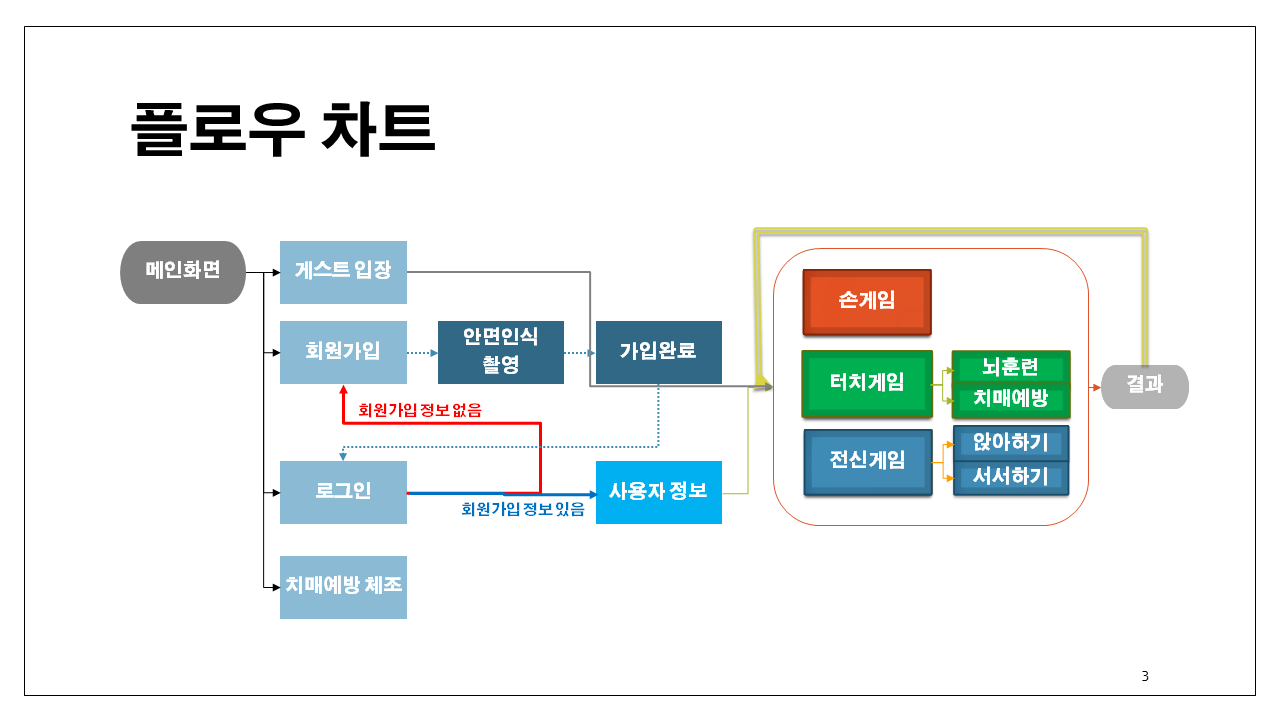 플로우 차트
메인화면
게스트 입장
회원가입
안면인식
촬영
가입완료
회원가입 정보 없음
로그인
회원가입 정보 있음
사용자 정보
치매예방 체조
손게임
터치게임
뇌훈련
치매예방
전신게임
앉아하기
서서하기
결과
3